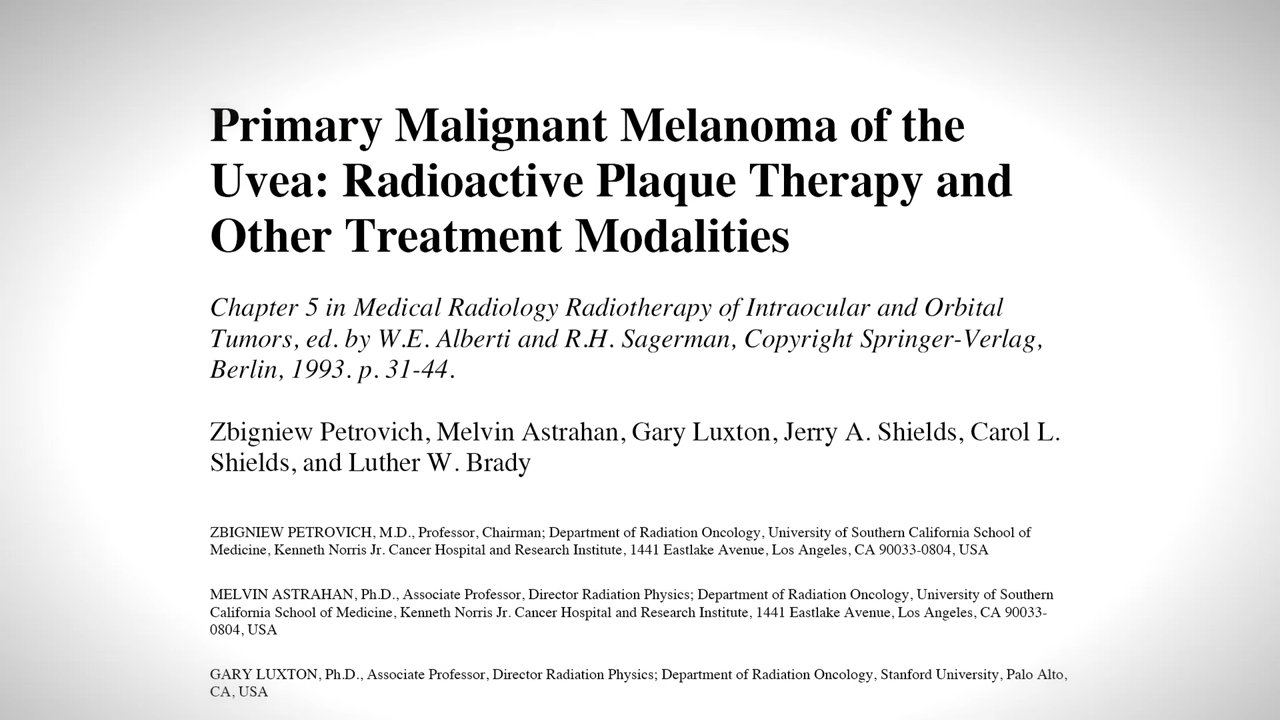 Primary Malignant Melanoma of the
Uvea: Radioactive Plaque Therapy and
Other Treatment Modalities
Chapter 5 in Medical Radiology Radiotherapy of Intraocular and Orbital
Tumors, ed. by W.E. Alberti and R.H. Sagerman, Copyright Springer-Verlag,
Berlin, 1993. p. 31-44.
Zbigniew Petrovich, Melvin Astrahan, Gary Luxton, Jerry A. Shields, Carol L.
Shields, and Luther W. Brady
ZBIGNIEW PETROVICH, M.D., Professor, Chairman; Department of Radiation Oncology, University of Southern California School of
Medicine, Kenneth Norris Jr. Cancer Hospital and Research Institute, 1441 Eastlake Avenue, Los Angeles, CA 90033-0804, USA
MELVIN ASTRAHAN, Ph.D., Associate Professor, Director Radiation Physics; Department of Radiation Oncology, University of Southern
California School of Medicine, Kenneth Norris Jr. Cancer Hospital and Research Institute, 1441 Eastlake Avenue, Los Angeles, CA 90033-
0804, USA
GARY LUXTON, Ph.D., Associate Professor, Director Radiation Physics; Department of Radiation Oncology, Stanford University, Palo Alto,
CA, USA